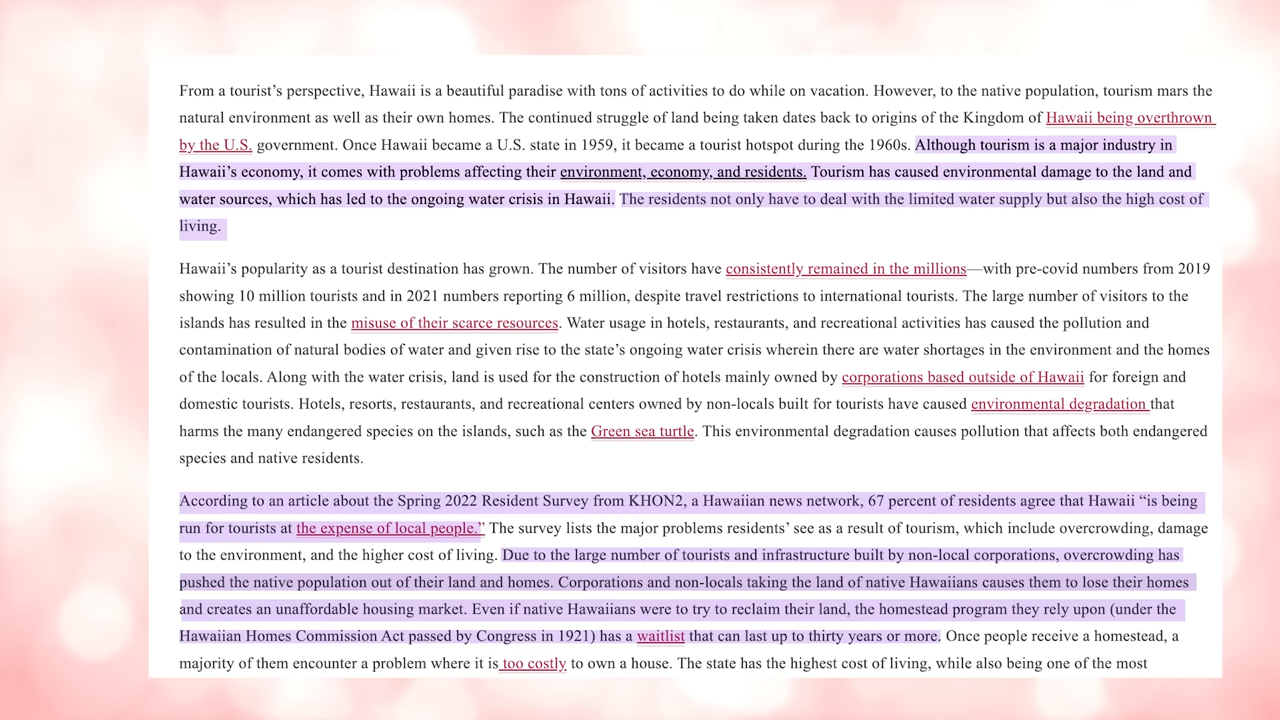 From a tourist’s perspective, Hawaii is a beautiful paradise with tons of activities to do while on vacation. However, to the native population, tourism mars the
natural environment as well as their own homes. The continued struggle of land being taken dates back to origins of the Kingdom of Hawaii being overthrown
by the U.S. government. Once Hawaii became a U.S. state in 1959, it became a tourist hotspot during the 1960s. Although tourism is a major industry in
Hawaii’s economy, it comes with problems affecting their environment, economy, and residents. Tourism has caused environmental damage to the land and
water sources, which has led to the ongoing water crisis in Hawaii. The residents not only have to deal with the limited water supply but also the high cost of
living.
Hawaii’s popularity as a tourist destination has grown. The number of visitors have consistently remained in the millions—with pre-covid numbers from 2019
showing 10 million tourists and in 2021 numbers reporting 6 million, despite travel restrictions to international tourists. The large number of visitors to the
islands has resulted in the misuse of their scarce resources. Water usage in hotels, restaurants, and recreational activities has caused the pollution and
contamination of natural bodies of water and given rise to the state’s ongoing water crisis wherein there are water shortages in the environment and the homes
of the locals. Along with the water crisis, land is used for the construction of hotels mainly owned by corporations based outside of Hawaii for foreign and
domestic tourists. Hotels, resorts, restaurants, and recreational centers owned by non-locals built for tourists have caused environmental degradation that
harms the many endangered species on the islands, such as the Green sea turtle. This environmental degradation causes pollution that affects both endangered
species and native residents.
According to an article about the Spring 2022 Resident Survey from KHON2, a Hawaiian news network, 67 percent of residents agree that Hawaii “is being
run for tourists at the expense of local people.” The survey lists the major problems residents’ see as a result of tourism, which include overcrowding, damage
to the environment, and the higher cost of living. Due to the large number of tourists and infrastructure built by non-local corporations, overcrowding has
pushed the native population out of their land and homes. Corporations and non-locals taking the land of native Hawaiians causes them to lose their homes
and creates an unaffordable housing market. Even if native Hawaiians were to try to reclaim their land, the homestead program they rely upon (under the
Hawaiian Homes Commission Act passed by Congress in 1921) has a waitlist that can last up to thirty years or more. Once people receive a homestead, a
majority of them encounter a problem where it is too costly to own a house. The state has the highest cost of living, while also being one of the most